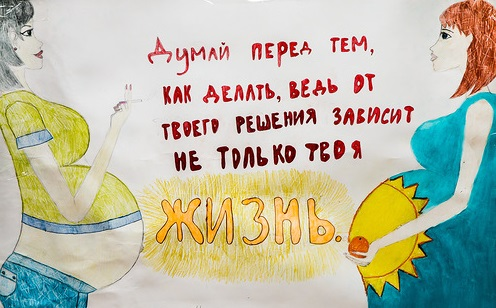 Думай перед тем,
как делать, ведь от
твоего решения зависит
не только твоя
жизнь.